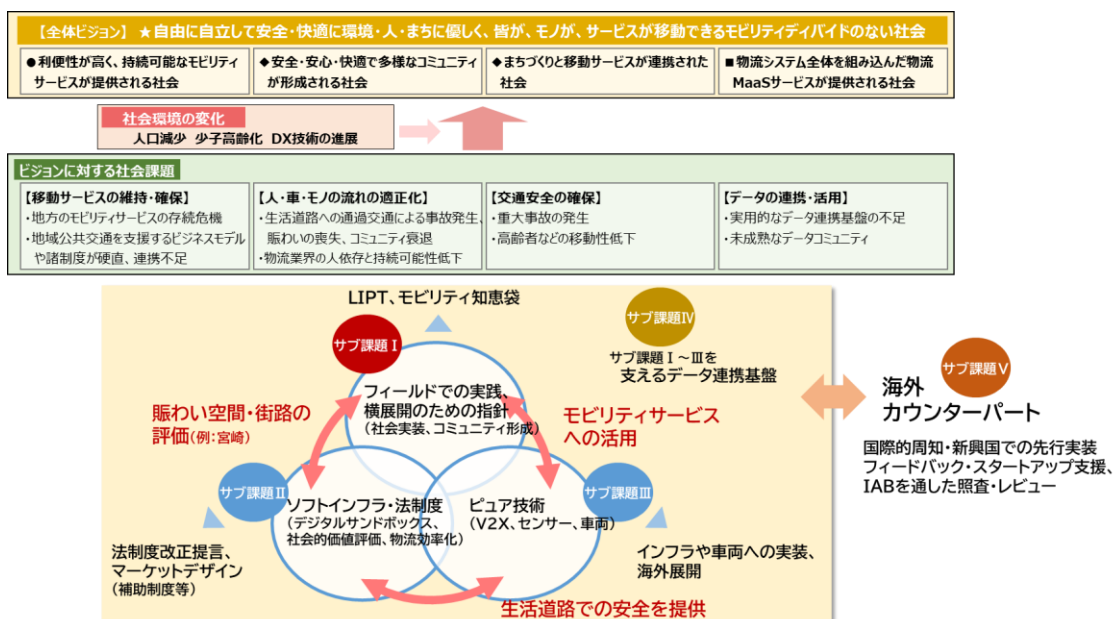 【全体ビジョン】 ★自由に自立して安全・快適に環境・人・まちに優しく、皆が、モノが、サービスが移動できるモビリティディバイドのない社会
●利便性が高く、持続可能なモビリティ
サービスが提供される社会
◆安全・安心・快適で多様なコミュニティ
が形成される社会
◆まちづくりと移動サービスが連携された
社会
■物流システム全体を組み込んだ物流
MaaSサービスが提供される社会
社会環境の変化
人口減少 少子高齢化 DX技術の進展
ビジョンに対する社会課題
【移動サービスの維持・確保】
・地方のモビリティサービスの存続危機
・地域公共交通を支援するビジネスモデル
や諸制度が硬直、連携不足
【人・車・モノの流れの適正化】
・生活道路への通過交通による事故発生、
賑わいの喪失、コミュニティ衰退
・物流業界の人依存と持続可能性低下
【交通安全の確保】
・重大事故の発生
・高齢者などの移動性低下
【データの連携・活用】
・実用的なデータ連携基盤の不足
・未成熟なデータコミュニティ
LIPT、モビリティ知恵袋
サブ課題Ⅰ
フィールドでの実践、
横展開のための指針
(社会実装、コミュニティ形成)
サブ課題Ⅳ
サブ課題Ⅰ～Ⅲを
支えるデータ連携基盤
賑わい空間・街路の
評価(例:宮崎)
モビリティサービス
への活用
サブ課題Ⅴ
海外
カウンターパート
国際的周知・新興国での先行実装
フィードバック・スタートアップ支援、
IABを通した照査・レビュー
サブ課題Ⅱ
ソフトインフラ・法制度
(デジタルサンドボックス、
社会的価値評価、物流効率化)
ピュア技術
(V2X、センサー、車両)
サブ課題Ⅲ
法制度改正提言、
マーケットデザイン
(補助制度等)
インフラや車両への実装、
海外展開
生活道路での安全を提供